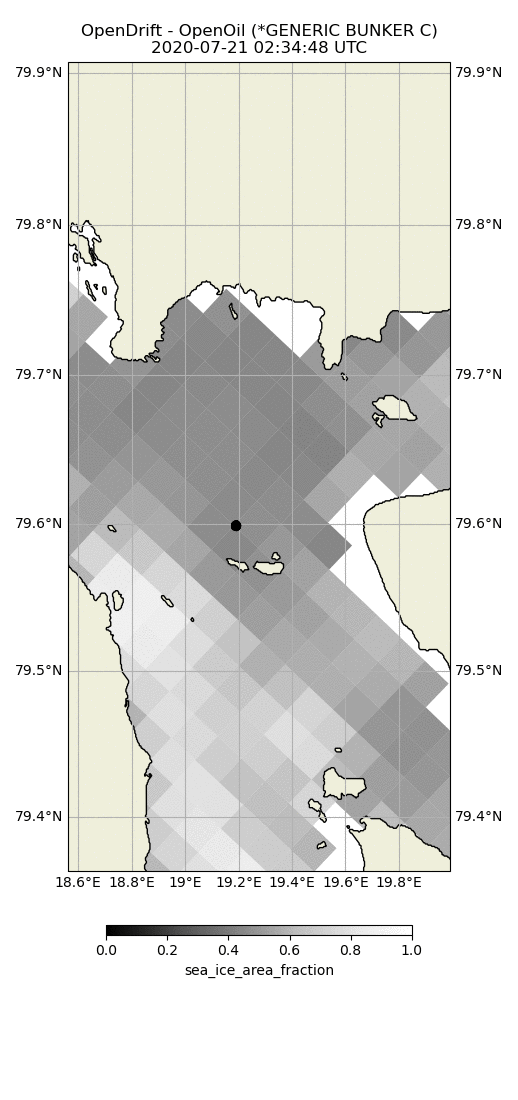 OpenDrift - OpenOil (*GENERIC BUNKER C)
2020-07-21 02:34:48 UTC
79.9°N 79.9°N
79.8°N 79.8°N
79.7°N 79.7°N
79.6°N 79.6°N
79.5°N 79.5°N
79.4°N 79.4°N
18.6°E 18.8°E 19°E 19.2°E 19.4°E 19.6°E 19.8°E
0.0 0.2 0.4 0.6 0.8 1.0
sea_ice_area_fraction